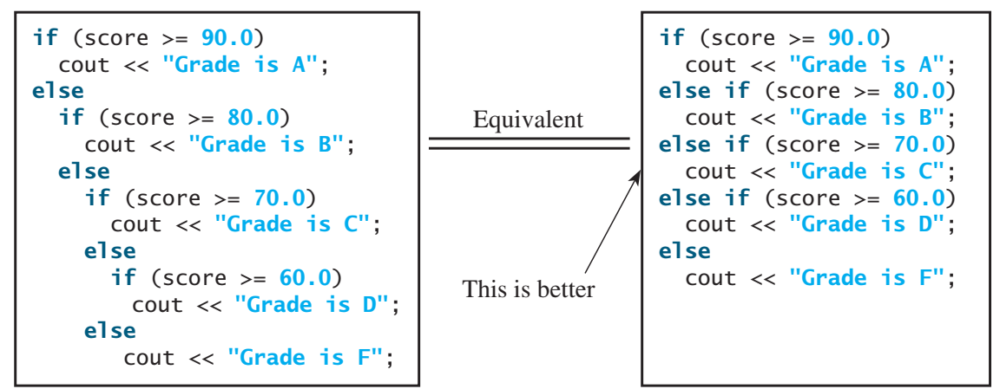 if (score >= 90.0)
  cout << "Grade is A";
else
  if (score >= 80.0)
    cout << "Grade is B";
  else
    if (score >= 70.0)
      cout << "Grade is C";
    else
      if (score >= 60.0)
        cout << "Grade is D";
    else
       cout << "Grade is F";
Equivalent
This is better
if (score >= 90.0)
  cout << "Grade is A";
else if (score >= 80.0)
  cout << "Grade is B";
else if (score >= 70.0)
  cout << "Grade is C";
else if (score >= 60.0)
  cout << "Grade is D";
else
  cout << "Grade is F";